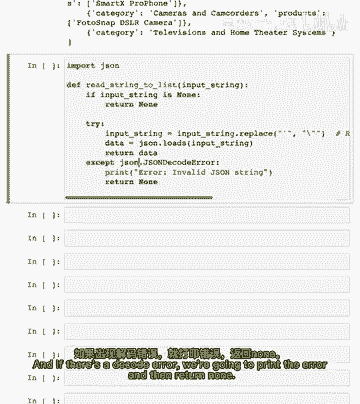 s': ['SmartX ProPhone']},
{'category': 'Cameras and Camcorders', 'products':
['FotoSnap DSLR Camera']},
{'category': 'Televisions and Home Theater Systems'}
]
In [ ]: import json
def read_string_to_list(input_string):
if input_string is None:
return None
try:
input_string = input_string.replace("'", "\"") # R
data = json.loads(input_string)
return data
except json.JSONDecodeError:
print("Error: Invalid JSON string")
return None
In [ ]:
In [ ]:
In [ ]:
In [ ]:
In [ ]:
In [ ]:
如果出现解码错误，就打印错误，返回none，
And if there's a decode error, we're going to print the error
and then return none.
In [ ]: